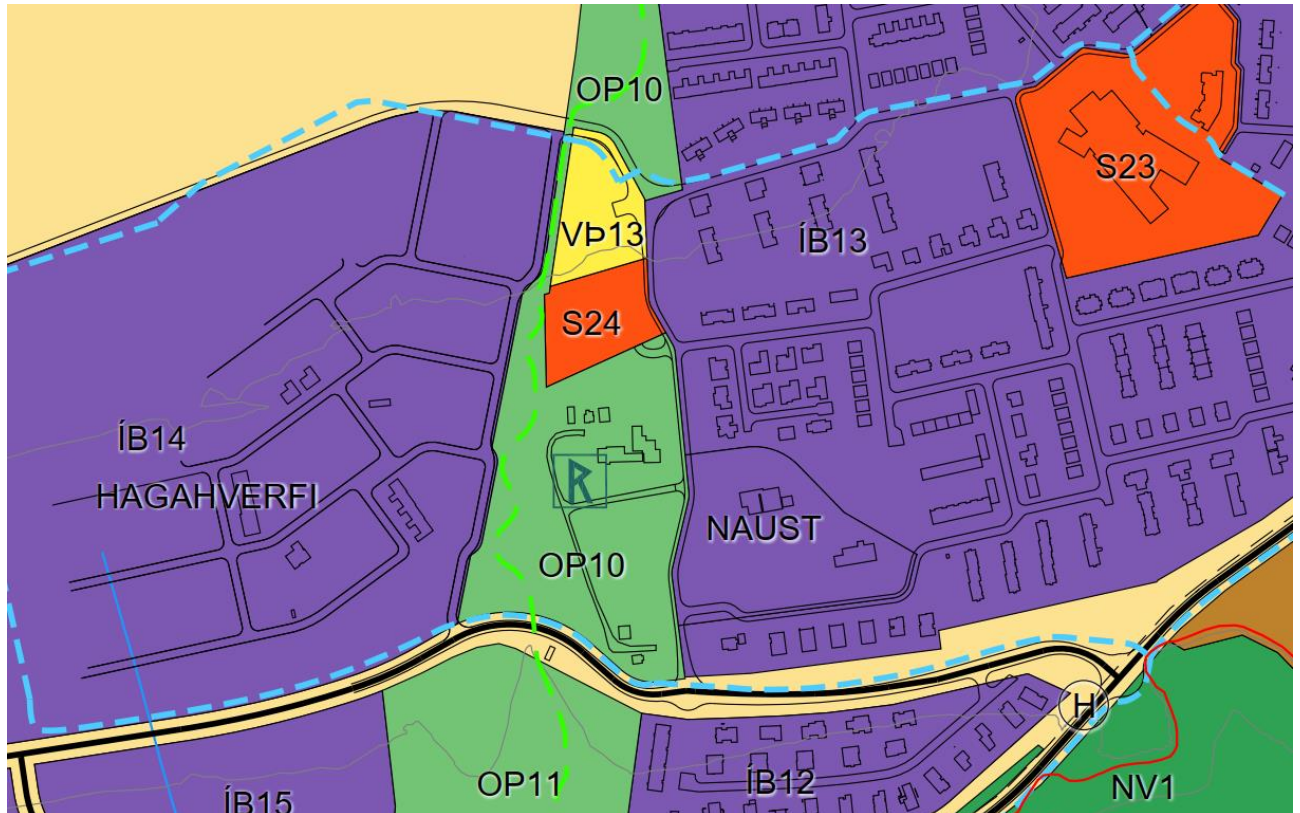 OP10
S23
VÞ13
ÍB13
S24
ÍB14
HAGAHVERFI
R
NAUST
OP10
H
OP11
ÍB12
NV1
ÍB15